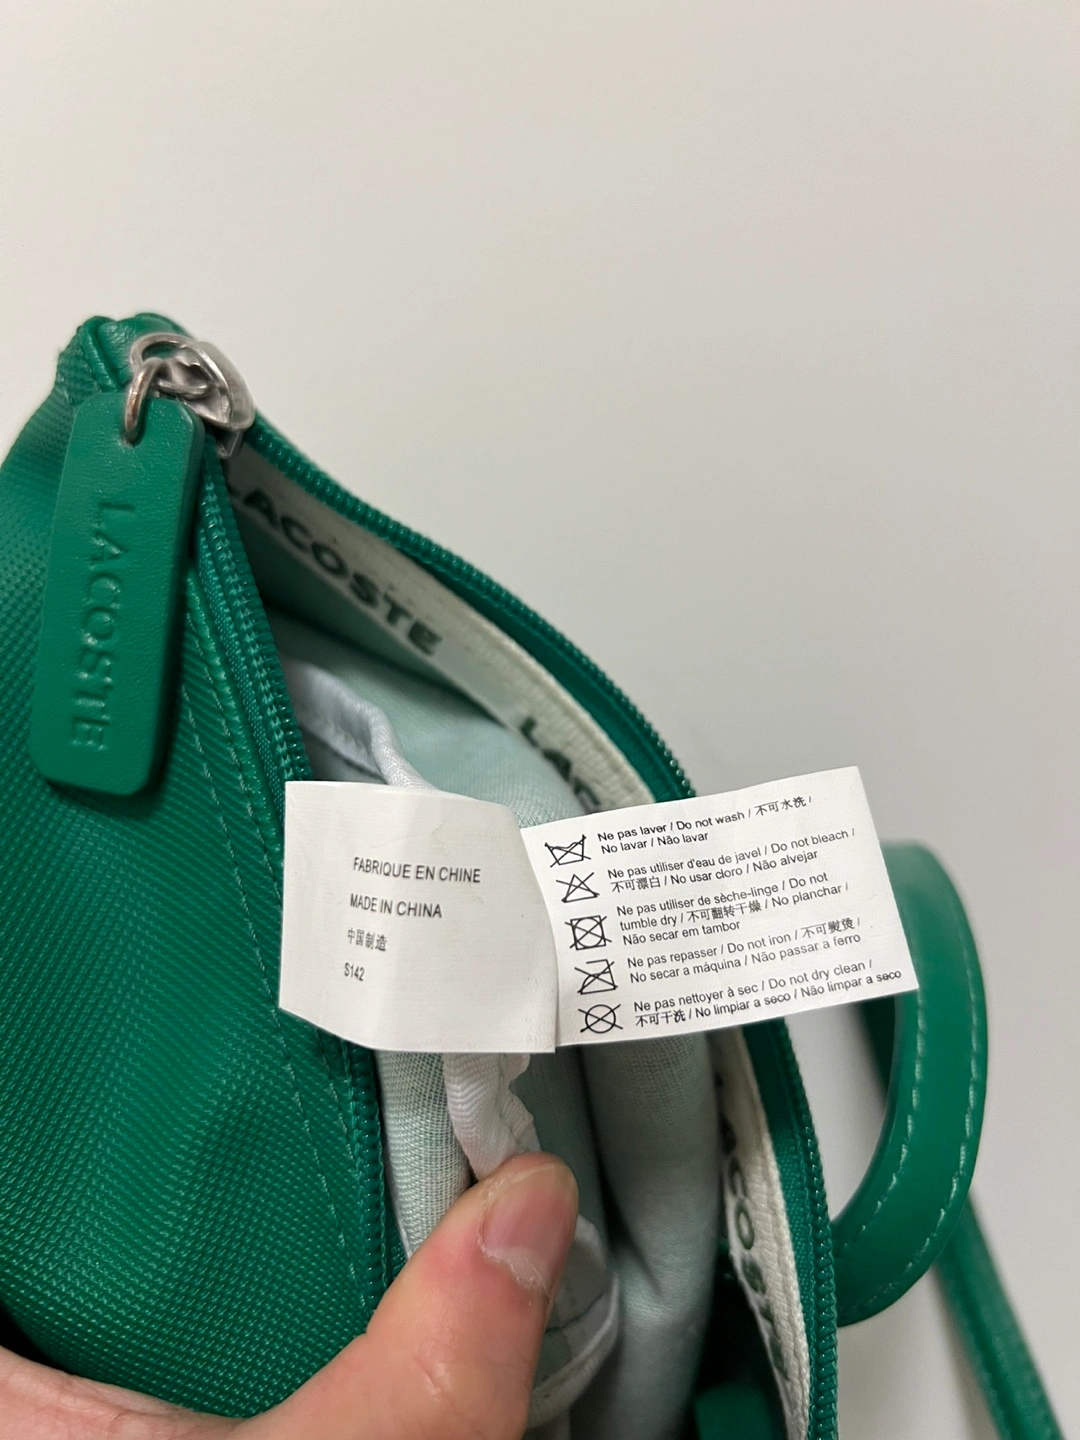 LACOSTE
LACOSTE
LAC
FABRIQUE EN CHINE
MADE IN CHINA
中国制造
S142
Ne pas laver / Do not wash / 不可水洗 /
No lavar / Não lavar
Ne pas utiliser d'eau de javel / Do not bleach /
不可漂白 / No usar cloro / Não alvejar
Ne pas utiliser de sèche-linge / Do not
tumble dry / 不可翻转干燥 / No planchar /
Não secar em tambor
Ne pas repasser / Do not iron / 不可熨烫 /
No secar a máquina / Não passar a ferro
Ne pas nettoyer à sec / Do not dry clean /
不可干洗 / No limpiar a seco / Não limpar a seco
ACOS